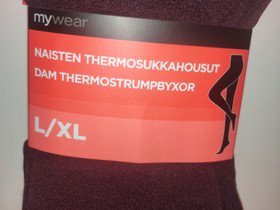 mywear
NAISTEN THERMOSUKKAHOUSUT
DAM THERMOSTRUMPBYXOR
L/XL